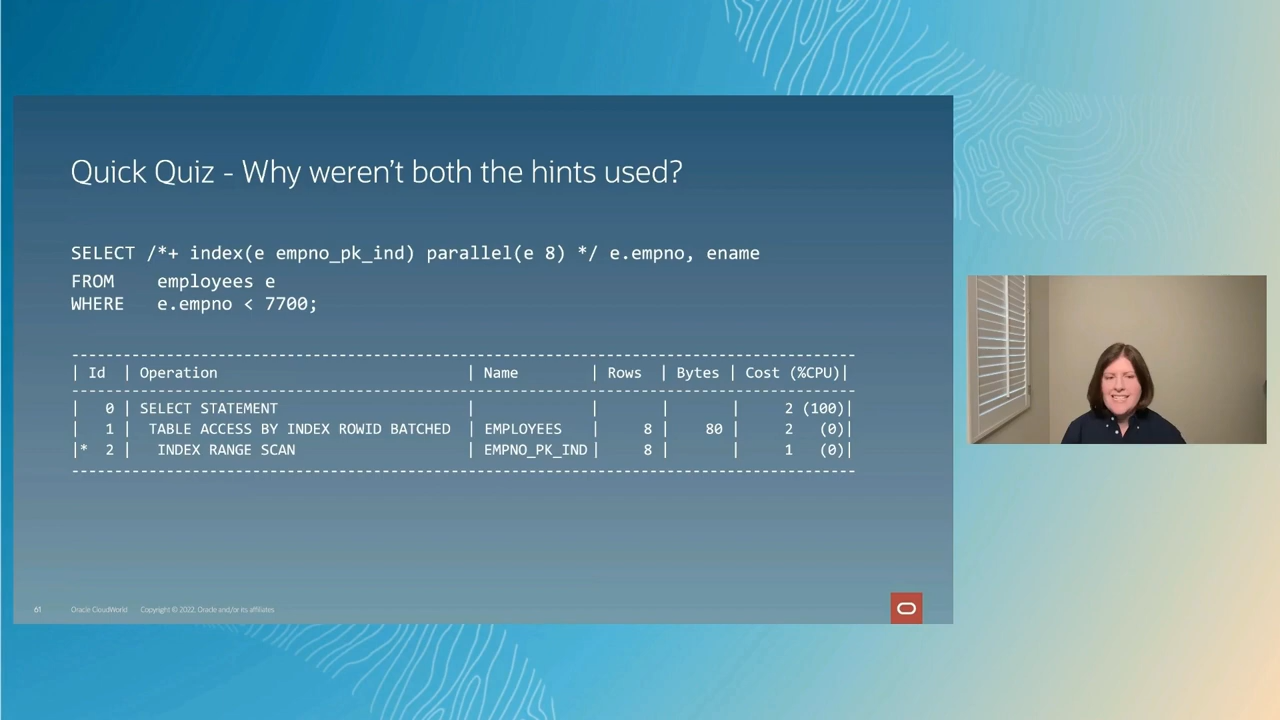 Quick Quiz - Why weren't both the hints used?
SELECT /*+ index(e empno_pk_ind) parallel(e 8) */ e.empno, ename
FROM    employees e
WHERE   e.empno < 7700;
-------------------------------------------------------------------------------------------
| Id | Operation | Name | Rows | Bytes | Cost (%CPU)|
-------------------------------------------------------------------------------------------
| 0 | SELECT STATEMENT | | | | 2 (100)|
| 1 | TABLE ACCESS BY INDEX ROWID BATCHED | EMPLOYEES | 8 | 80 | 2 (0)|
|* 2 | INDEX RANGE SCAN | EMPNO_PK_IND | 8 | | 1 (0)|
-------------------------------------------------------------------------------------------
61 Oracle CloudWorld Copyright © 2022, Oracle and/or its affiliates